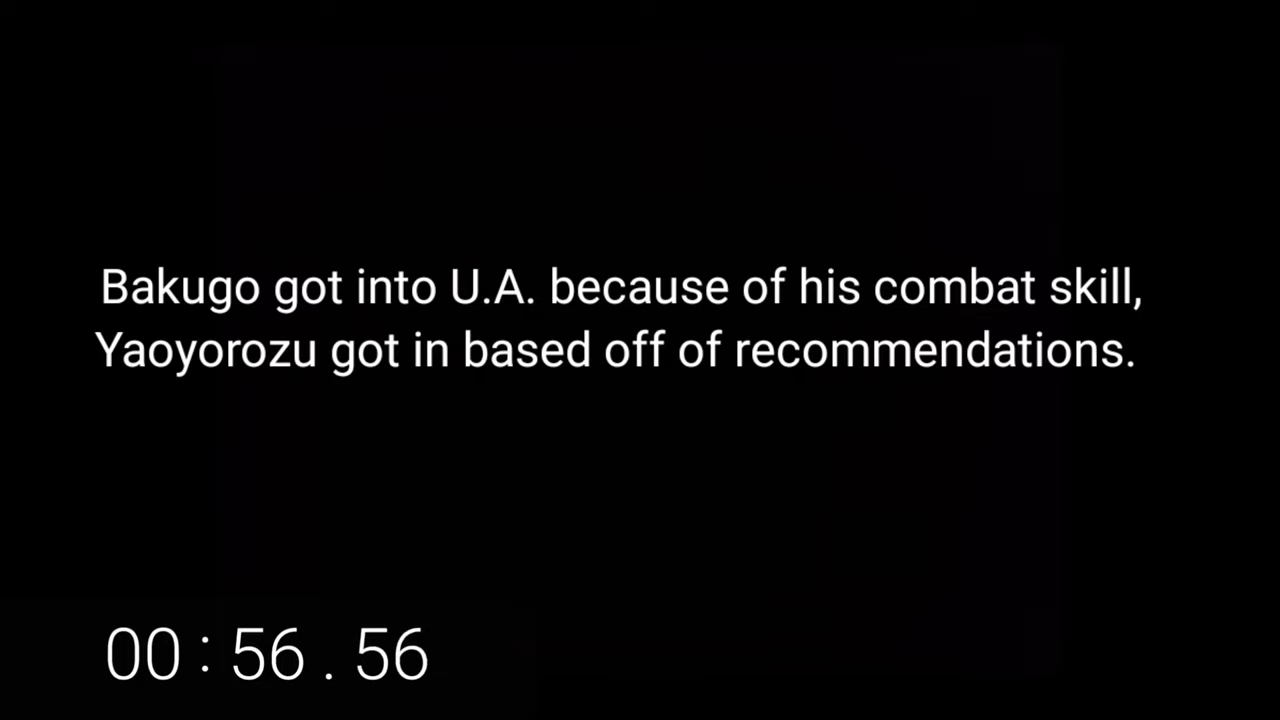 Bakugo got into U.A. because of his combat skill,
Yaoyorozu got in based off of recommendations.
00 : 56 . 56